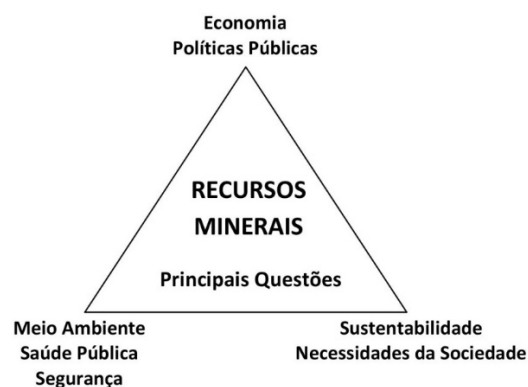 Economia
Políticas Públicas
RECURSOS
MINERAIS
Principais Questões
Meio Ambiente
Saúde Pública
Segurança
Sustentabilidade
Necessidades da Sociedade